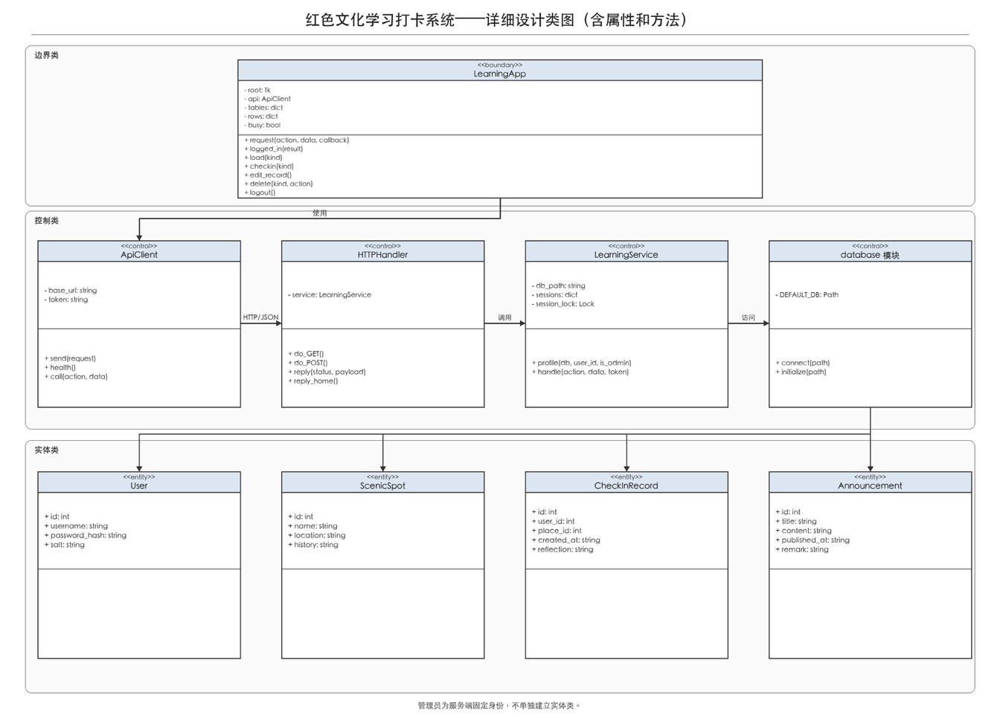 红色文化学习打卡系统——详细设计类图（含属性和方法）
边界类
<<boundary>>
LearningApp
- root: Tk
- api: ApiClient
- tables: dict
- rows: dict
- busy: bool
+ request(action, data, callback)
+ logged_in(result)
+ load(kind)
+ checkin(kind)
+ edit_record()
+ delete(kind, action)
+ logout()
使用
控制类
<<control>>
ApiClient
- base_url: string
- token: string
+ send(request)
+ health()
+ call(action, data)
HTTP/JSON
<<control>>
HTTPHandler
- service: LearningService
+ do_GET()
+ do_POST()
+ reply(status, payload)
+ reply_home()
调用
<<control>>
LearningService
- db_path: string
- sessions: dict
- session_lock: Lock
+ profile(db, user_id, is_admin)
+ handle(action, data, token)
访问
<<control>>
database 模块
- DEFAULT_DB: Path
+ connect(path)
+ initialize(path)
实体类
<<entity>>
User
+ id: int
+ username: string
+ password_hash: string
+ salt: string
<<entity>>
ScenicSpot
+ id: int
+ name: string
+ location: string
+ history: string
<<entity>>
CheckInRecord
+ id: int
+ user_id: int
+ place_id: int
+ created_at: string
+ reflection: string
<<entity>>
Announcement
+ id: int
+ title: string
+ content: string
+ published_at: string
+ remark: string
管理员为服务端固定身份，不单独建立实体类。